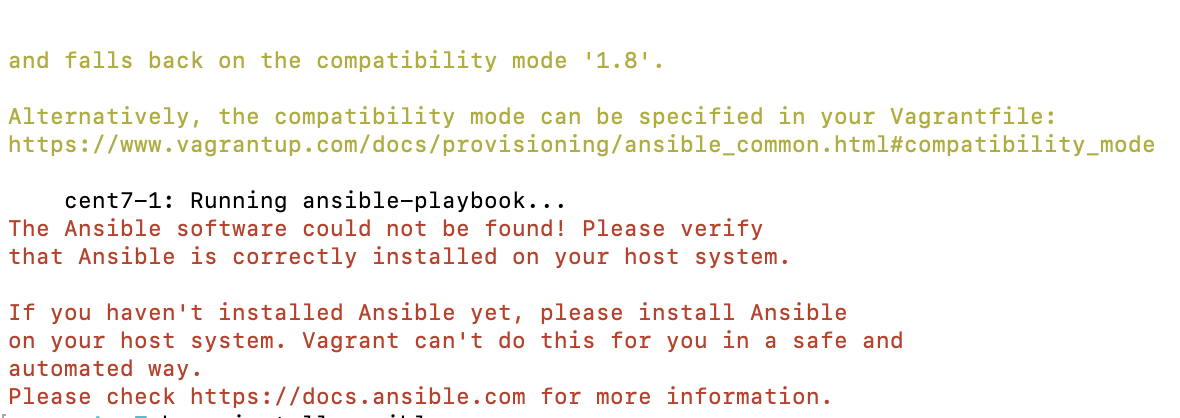 and falls back on the compatibility mode '1.8'.
Alternatively, the compatibility mode can be specified in your Vagrantfile:
https://www.vagrantup.com/docs/provisioning/ansible_common.html#compatibility_mode
cent7-1: Running ansible-playbook...
The Ansible software could not be found! Please verify
that Ansible is correctly installed on your host system.
If you haven't installed Ansible yet, please install Ansible
on your host system. Vagrant can't do this for you in a safe and
automated way.
Please check https://docs.ansible.com for more information.